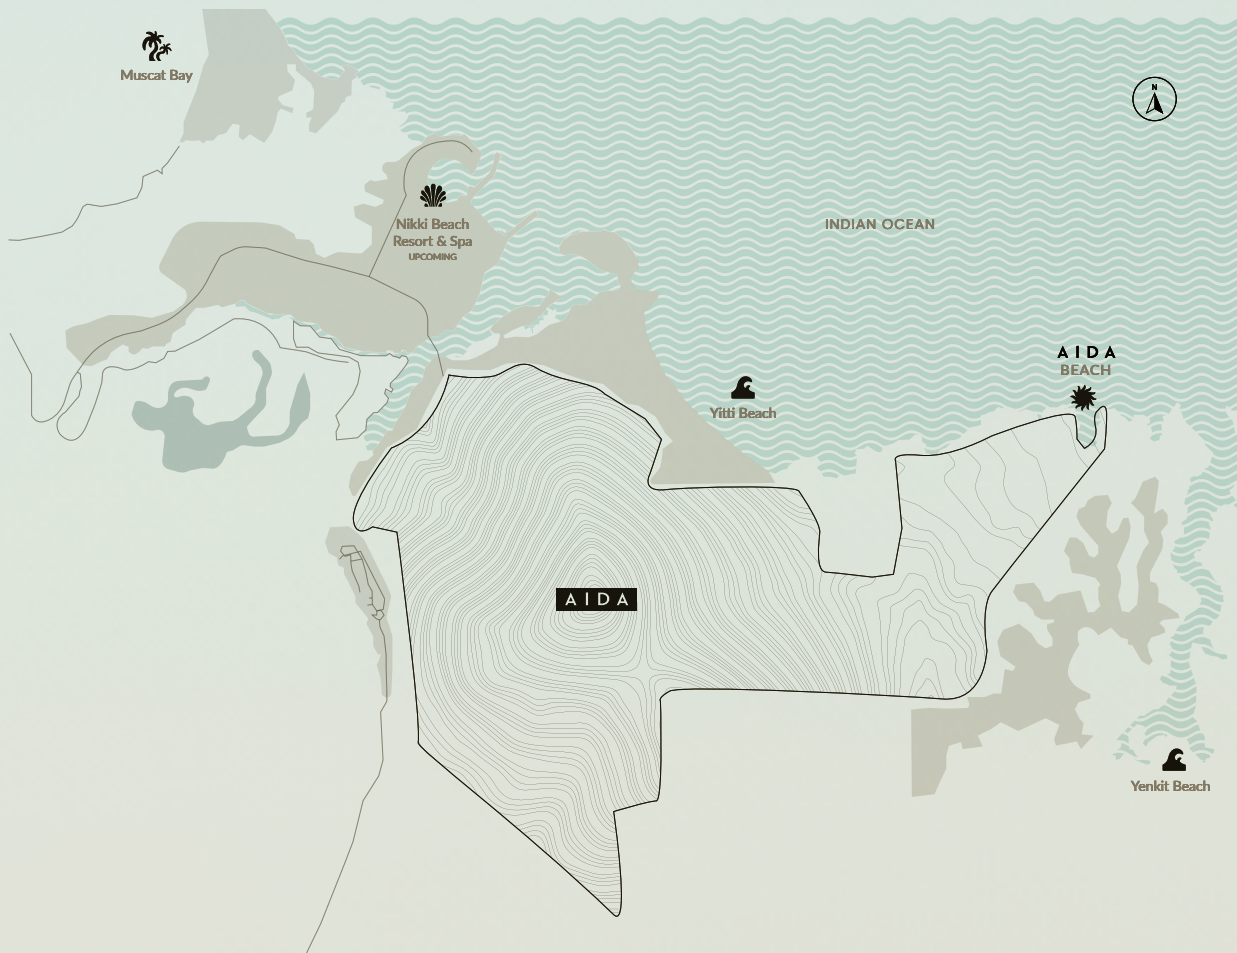 Muscat Bay
N
Nikki Beach
Resort & Spa
UPCOMING
INDIAN OCEAN
AIDA
BEACH
Yitti Beach
AIDA
Yenkit Beach